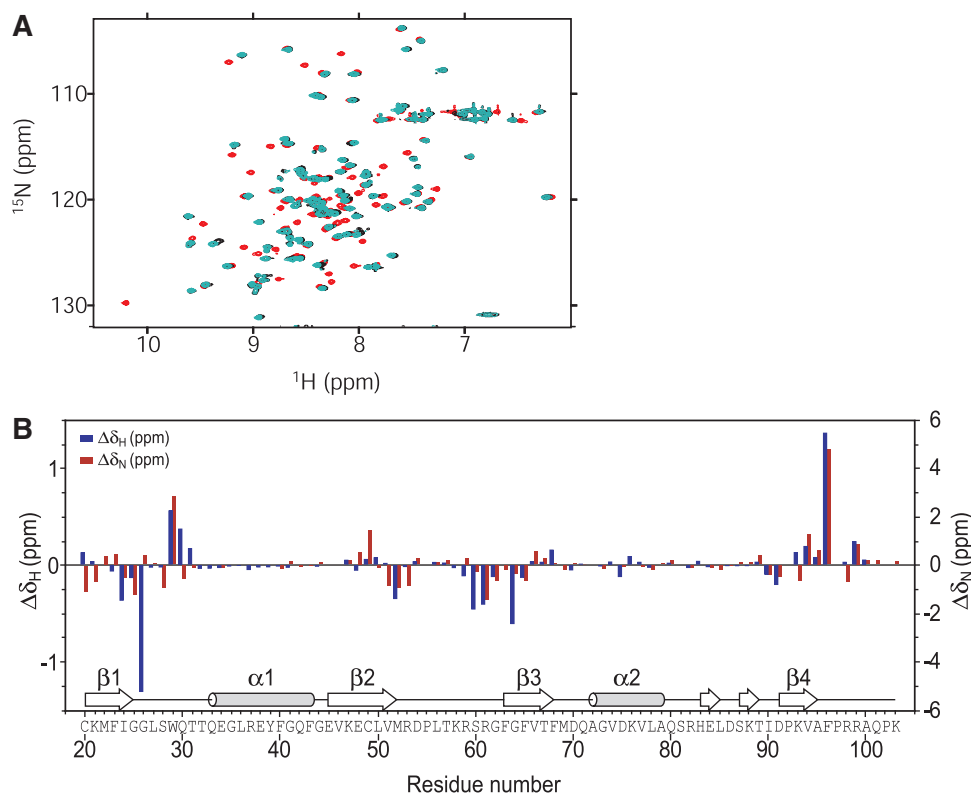 A
110
120
130
¹⁵N (ppm)
10 9 8 7
¹H (ppm)
B
ΔδH (ppm)
ΔδN (ppm)
1
0
-1
ΔδH (ppm)
6
4
2
0
-2
-4
-6
ΔδN (ppm)
β1 α1 β2 β3 α2 β4
CKMFIGGLSWQTTQEGLREYFGQFGEVKECLVMRDPLTKRSRGFGFVTFMDQAGVDKVLAQSRHELDSKTIDPKVAFPRRAQPK
20 30 40 50 60 70 80 90 100
Residue number